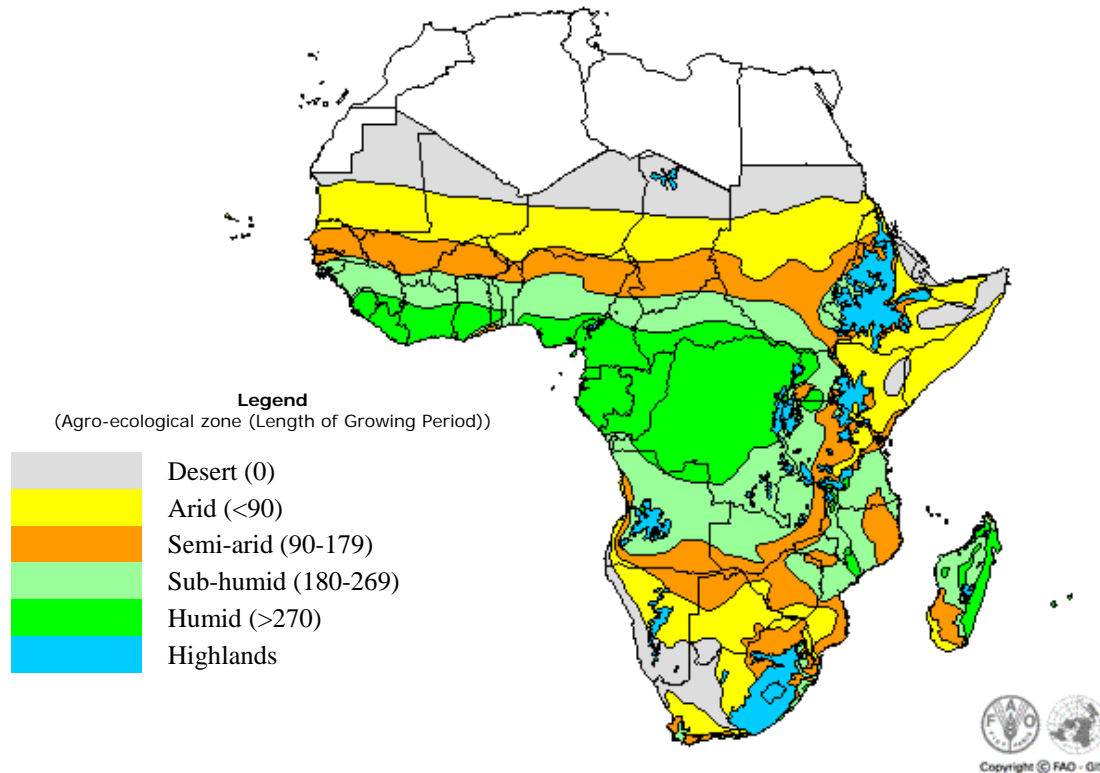 Legend
(Agro-ecological zone (Length of Growing Period))
Desert (0)
Arid (<90)
Semi-arid (90-179)
Sub-humid (180-269)
Humid (>270)
Highlands
F A O
Copyright © FAO - GIS